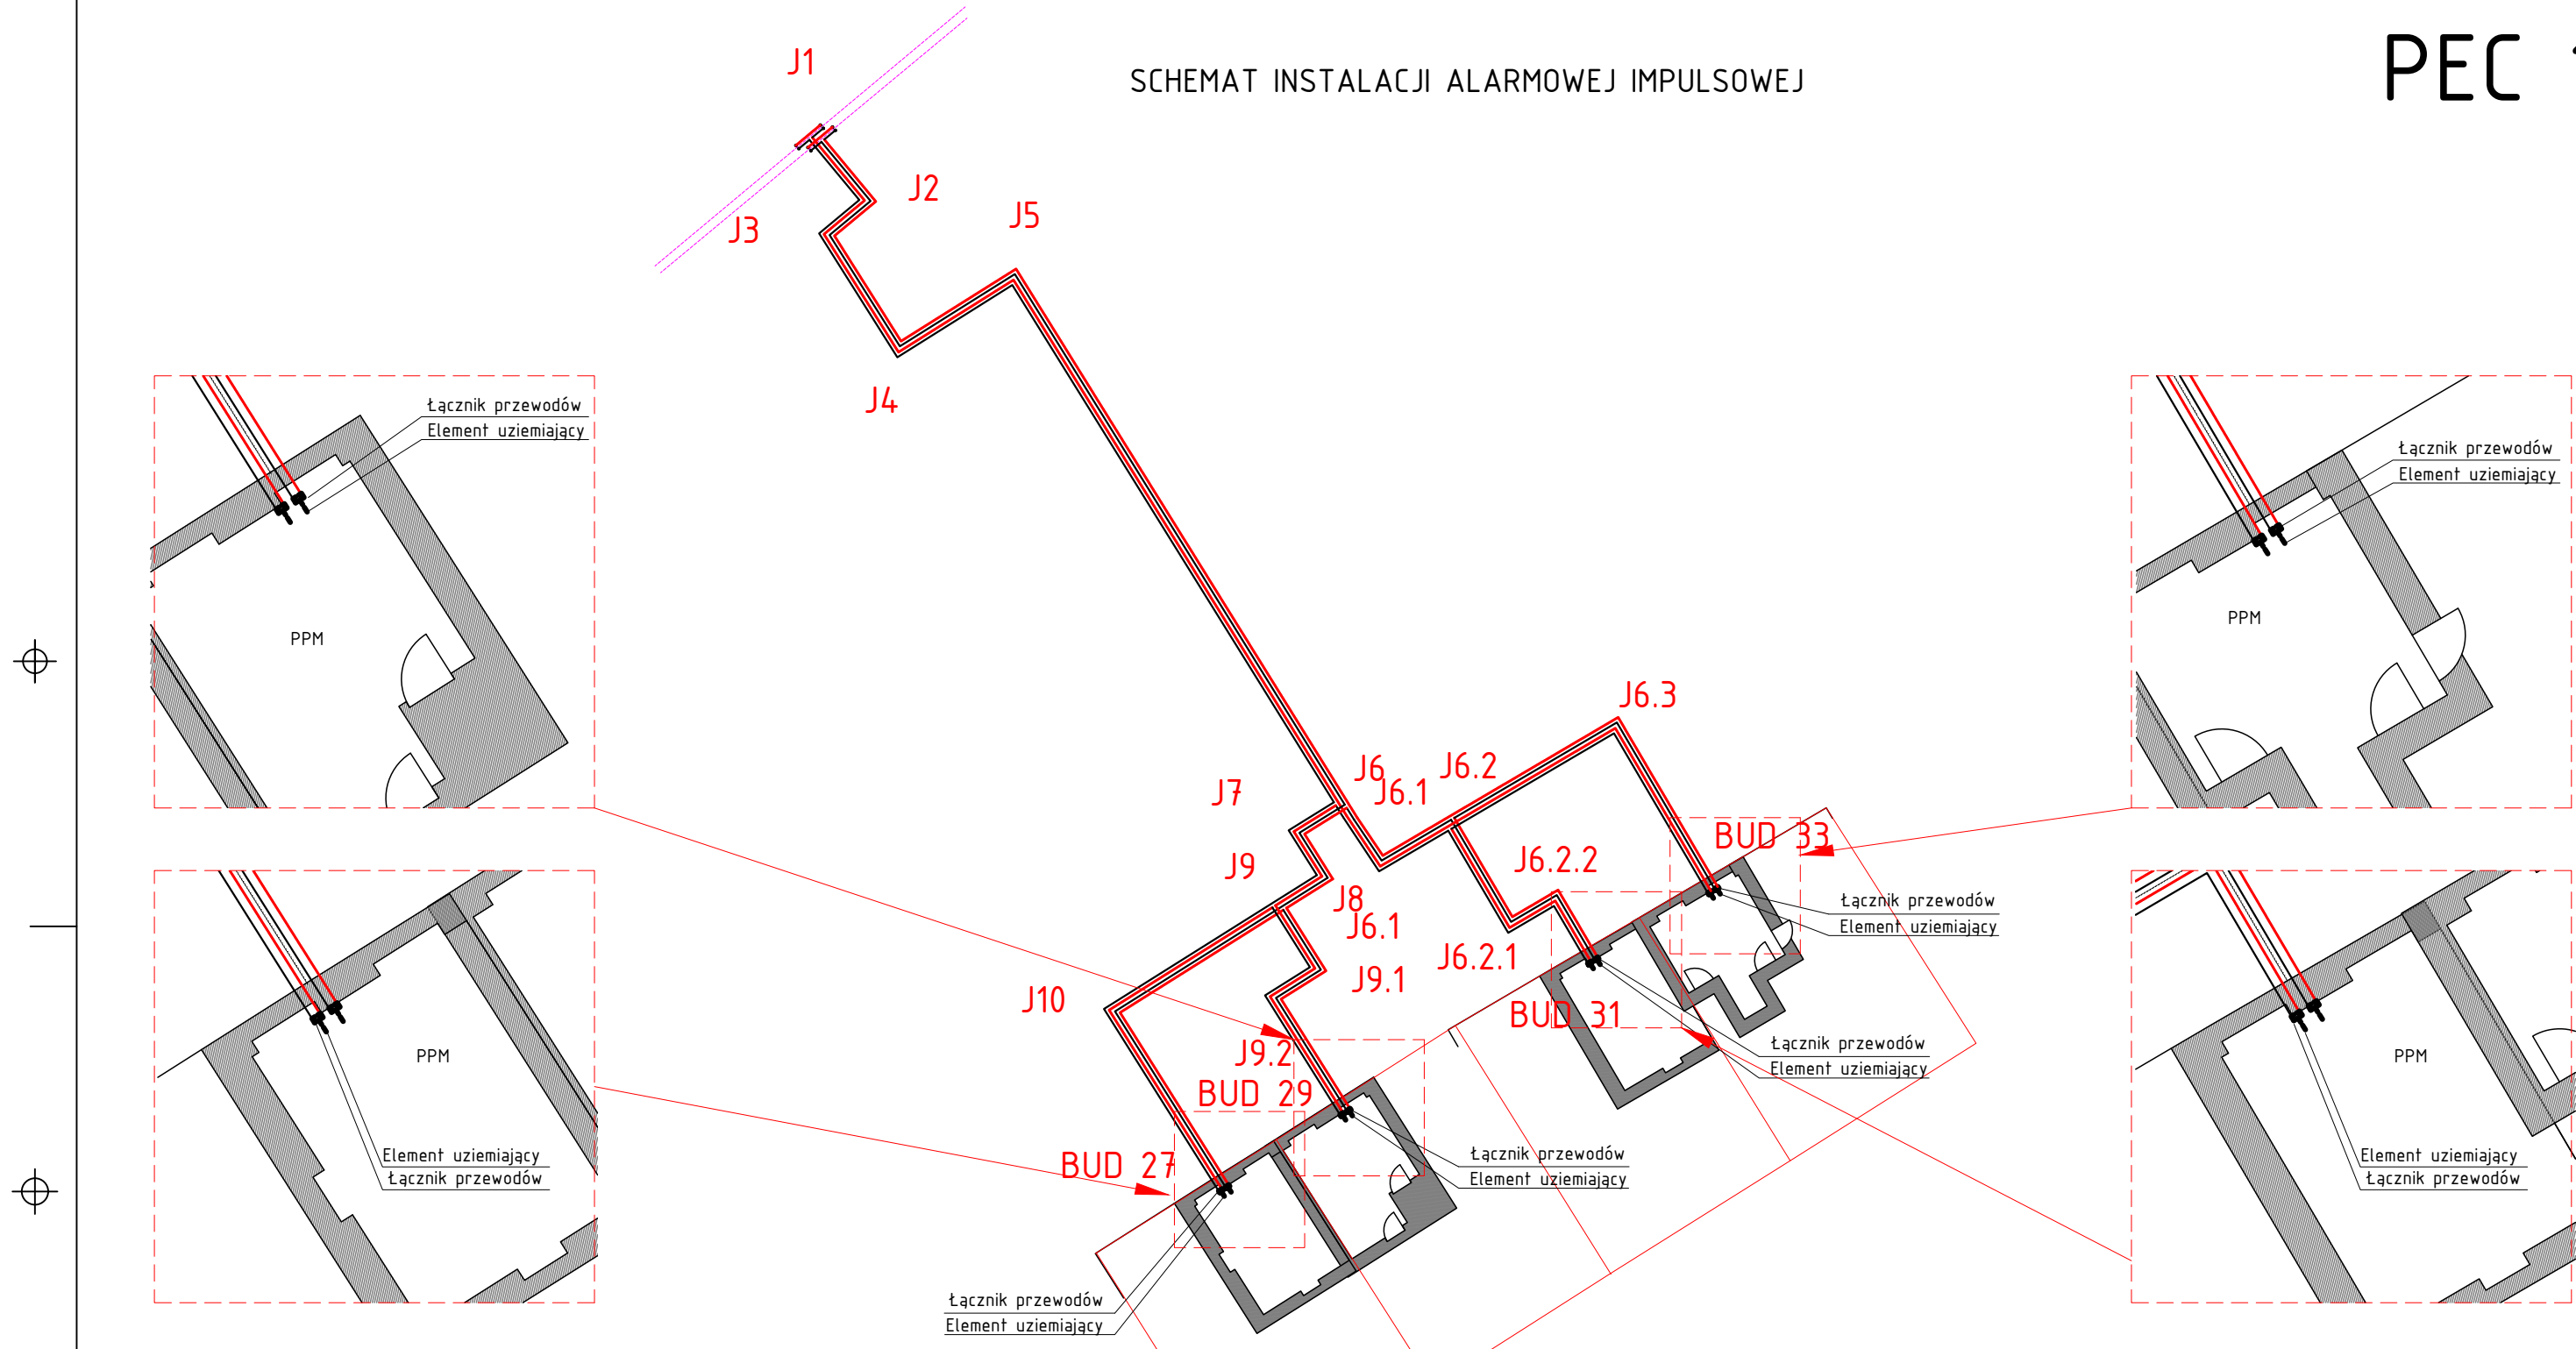 SCHEMAT INSTALACJI ALARMOWEJ IMPULSOWEJ
PEC
J1
J2
J3
J5
J4
Łącznik przewodów
Element uziemiający
PPM
Łącznik przewodów
Element uziemiający
PPM
J6.3
J6
J6.2
J7
J6.1
BUD 33
J9
J6.2.2
J8
J6.1
Łącznik przewodów
Element uziemiający
J6.2.1
J9.1
J10
BUD 31
J9.2
Łącznik przewodów
Element uziemiający
BUD 29
BUD 27
Łącznik przewodów
Element uziemiający
PPM
Element uziemiający
Łącznik przewodów
PPM
Element uziemiający
Łącznik przewodów
Łącznik przewodów
Element uziemiający